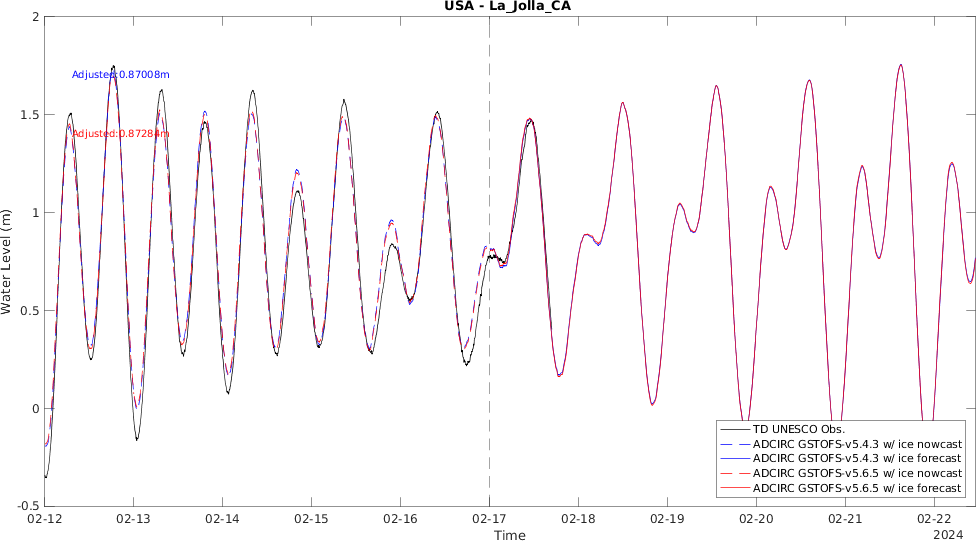 USA - La_Jolla_CA
2
Adjusted:0.87008m
1.5
Adjusted:0.87284m
1
Water Level (m)
0.5
0
-0.5
TD UNESCO Obs.
ADCIRC GSTOFS-v5.4.3 w/ ice nowcast
ADCIRC GSTOFS-v5.4.3 w/ ice forecast
ADCIRC GSTOFS-v5.6.5 w/ ice nowcast
ADCIRC GSTOFS-v5.6.5 w/ ice forecast
02-12 02-13 02-14 02-15 02-16 02-17 02-18 02-19 02-20 02-21 02-22
Time
2024